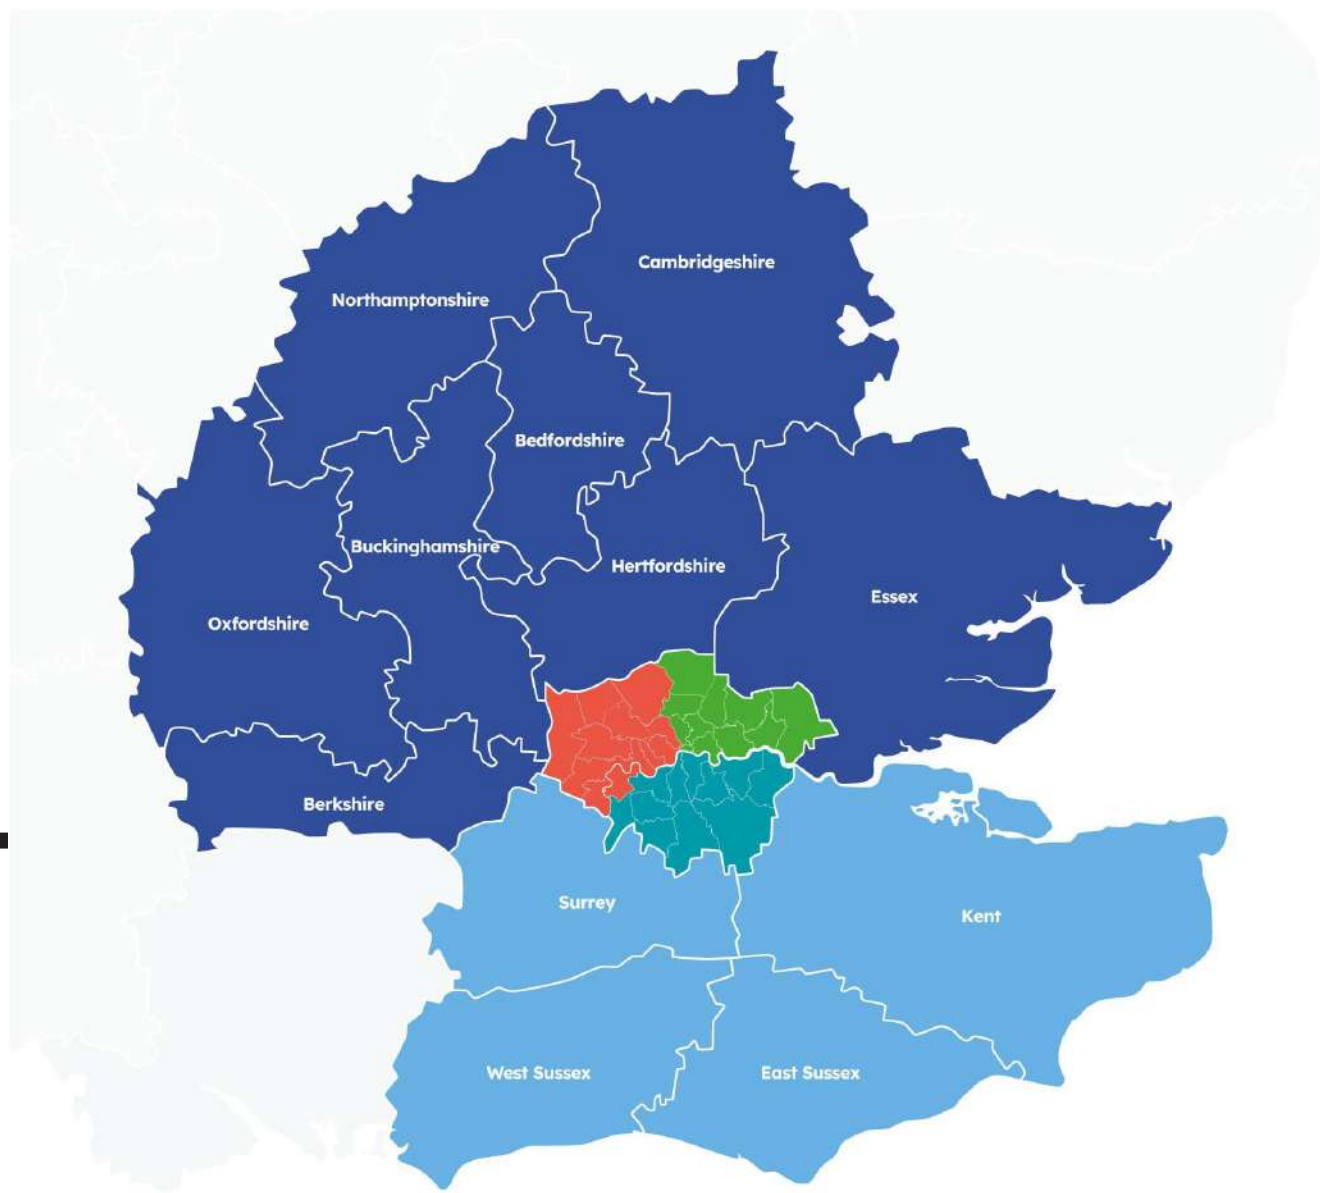 Cambridgeshire
Northamptonshire
Bedfordshire
Buckinghamshire
Hertfordshire
Essex
Oxfordshire
Berkshire
Surrey
Kent
West Sussex
East Sussex